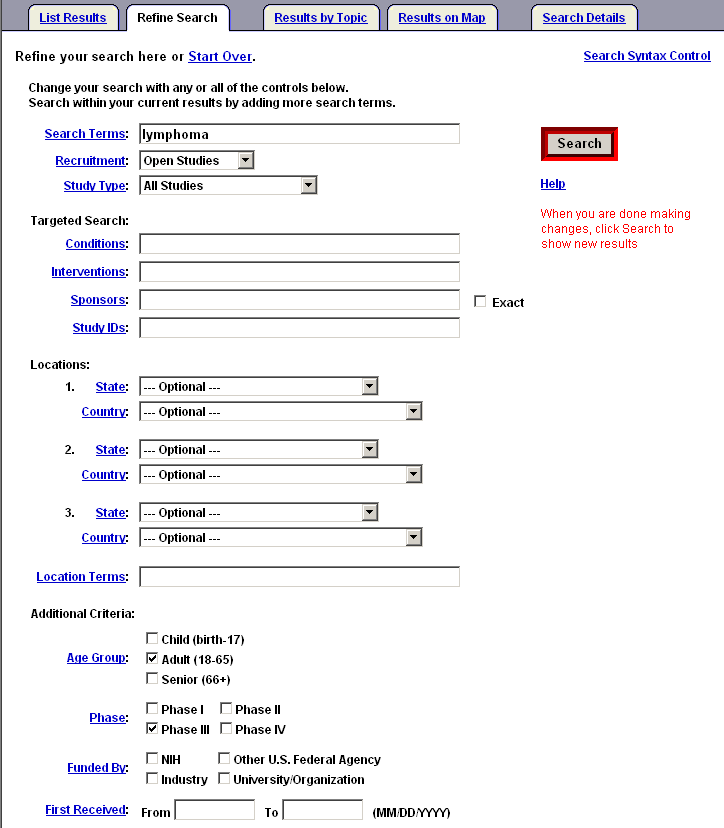 List Results Refine Search Results by Topic Results on Map Search Details
Refine your search here or Start Over.
Search Syntax Control
Change your search with any or all of the controls below.
Search within your current results by adding more search terms.
Search Terms: lymphoma
Search
Recruitment: Open Studies
Study Type: All Studies
Help
When you are done making
changes, click Search to
show new results
Targeted Search:
Conditions:
Interventions:
Sponsors: Exact
Study IDs:
Locations:
1. State: --- Optional ---
Country: --- Optional ---
2. State: --- Optional ---
Country: --- Optional ---
3. State: --- Optional ---
Country: --- Optional ---
Location Terms:
Additional Criteria:
Child (birth-17)
Age Group: Adult (18-65)
Senior (66+)
Phase: Phase I Phase II
Phase III Phase IV
Funded By: NIH Other U.S. Federal Agency
Industry University/Organization
First Received: From To (MM/DD/YYYY)